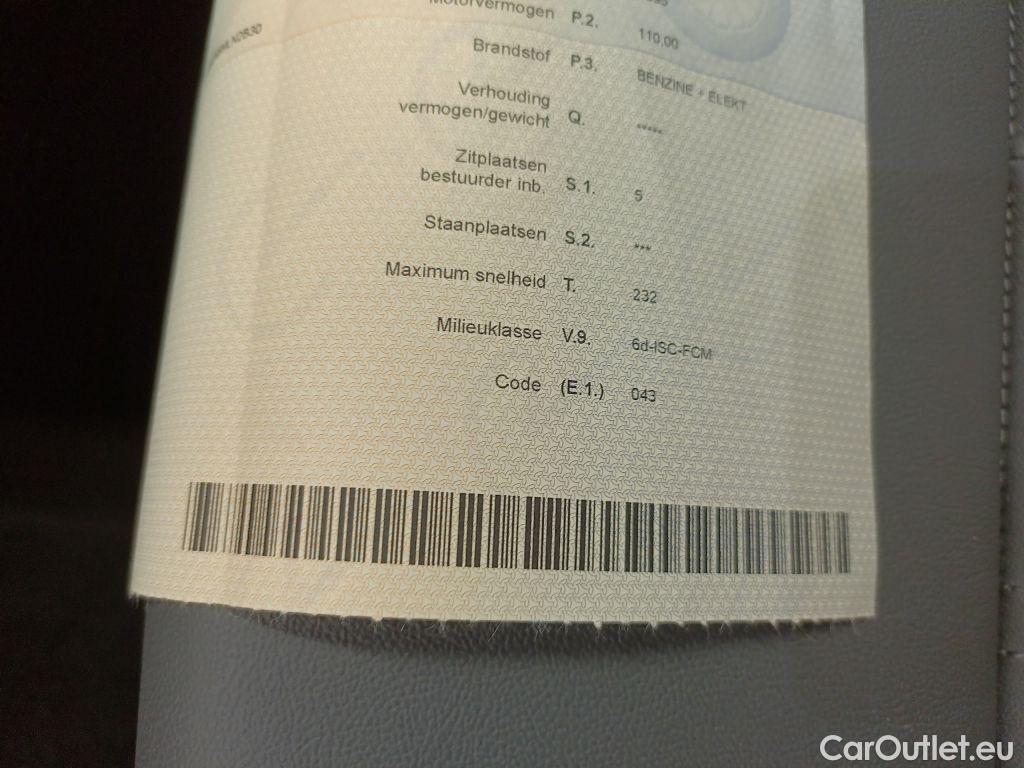 Motorvermogen P.2. 110,00
Brandstof P.3. BENZINE + ELEKT
Verhouding
vermogen/gewicht Q. *****
Zitplaatsen
bestuurder inb. S.1. 5
Staanplaatsen S.2. ***
Maximum snelheid T. 232
Milieuklasse V.9. 6d-ISC-FCM
Code (E.1.) 043
CarOutlet.eu